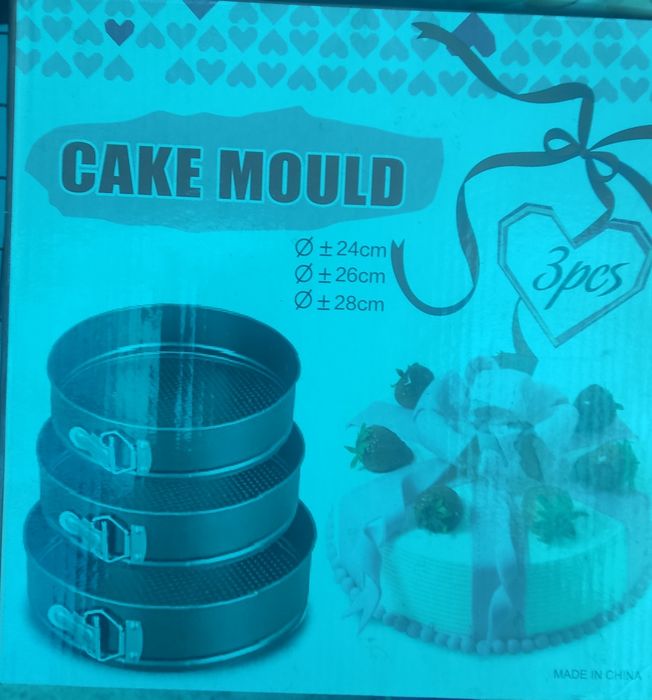 CAKE MOULD
Ø ± 24cm
Ø ± 26cm
Ø ± 28cm
3pcs
MADE IN CHINA